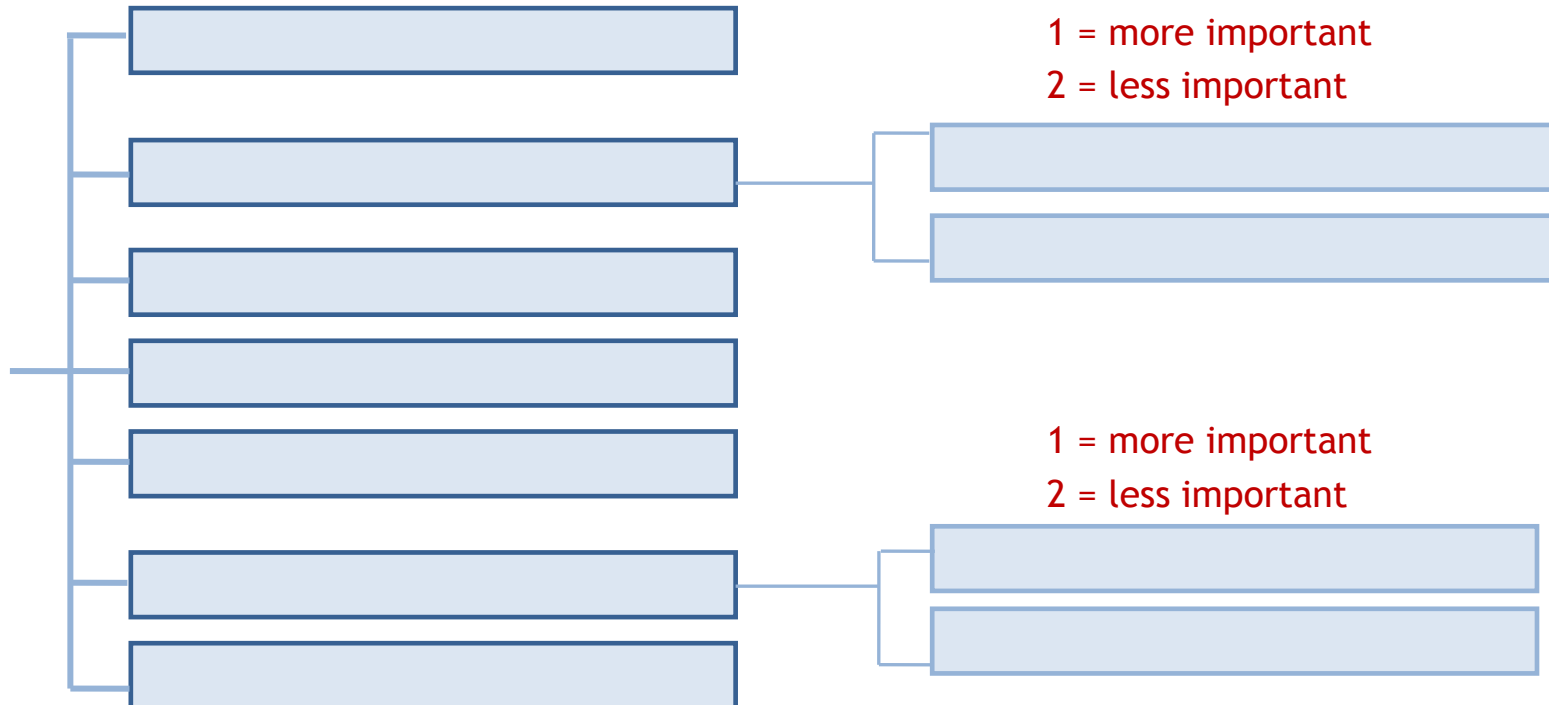 1 = more important
2 = less important
1 = more important
2 = less important